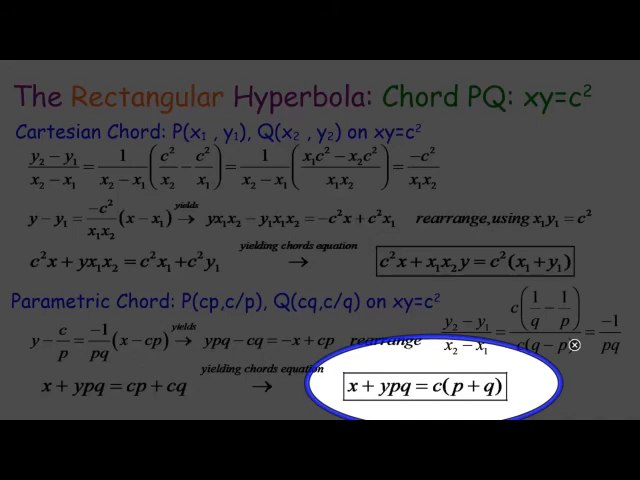 The Rectangular Hyperbola: Chord PQ: xy=c²
Cartesian Chord: P(x₁ , y₁), Q(x₂ , y₂) on xy=c²
(y₂ − y₁)/(x₂ − x₁) = 1/(x₂ − x₁) (c²/x₂ − c²/x₁) = 1/(x₂ − x₁) ((x₁c² − x₂c²)/(x₁x₂)) = −c²/(x₁x₂)
y − y₁ = −c²/(x₁x₂) (x − x₁) yields → yx₁x₂ − y₁x₁x₂ = −c²x + c²x₁ rearrange, using x₁y₁ = c²
c²x + yx₁x₂ = c²x₁ + c²y₁ yielding chords equation → c²x + x₁x₂y = c²(x₁ + y₁)
Parametric Chord: P(cp,c/p), Q(cq,c/q) on xy=c²
(y₂ − y₁)/(x₂ − x₁) = c(1/q − 1/p)/c(q − p) = −1/pq
y − c/p = −1/pq (x − cp) yields → ypq − cq = −x + cp rearrange
x + ypq = cp + cq yielding chords equation → x + ypq = c(p + q)